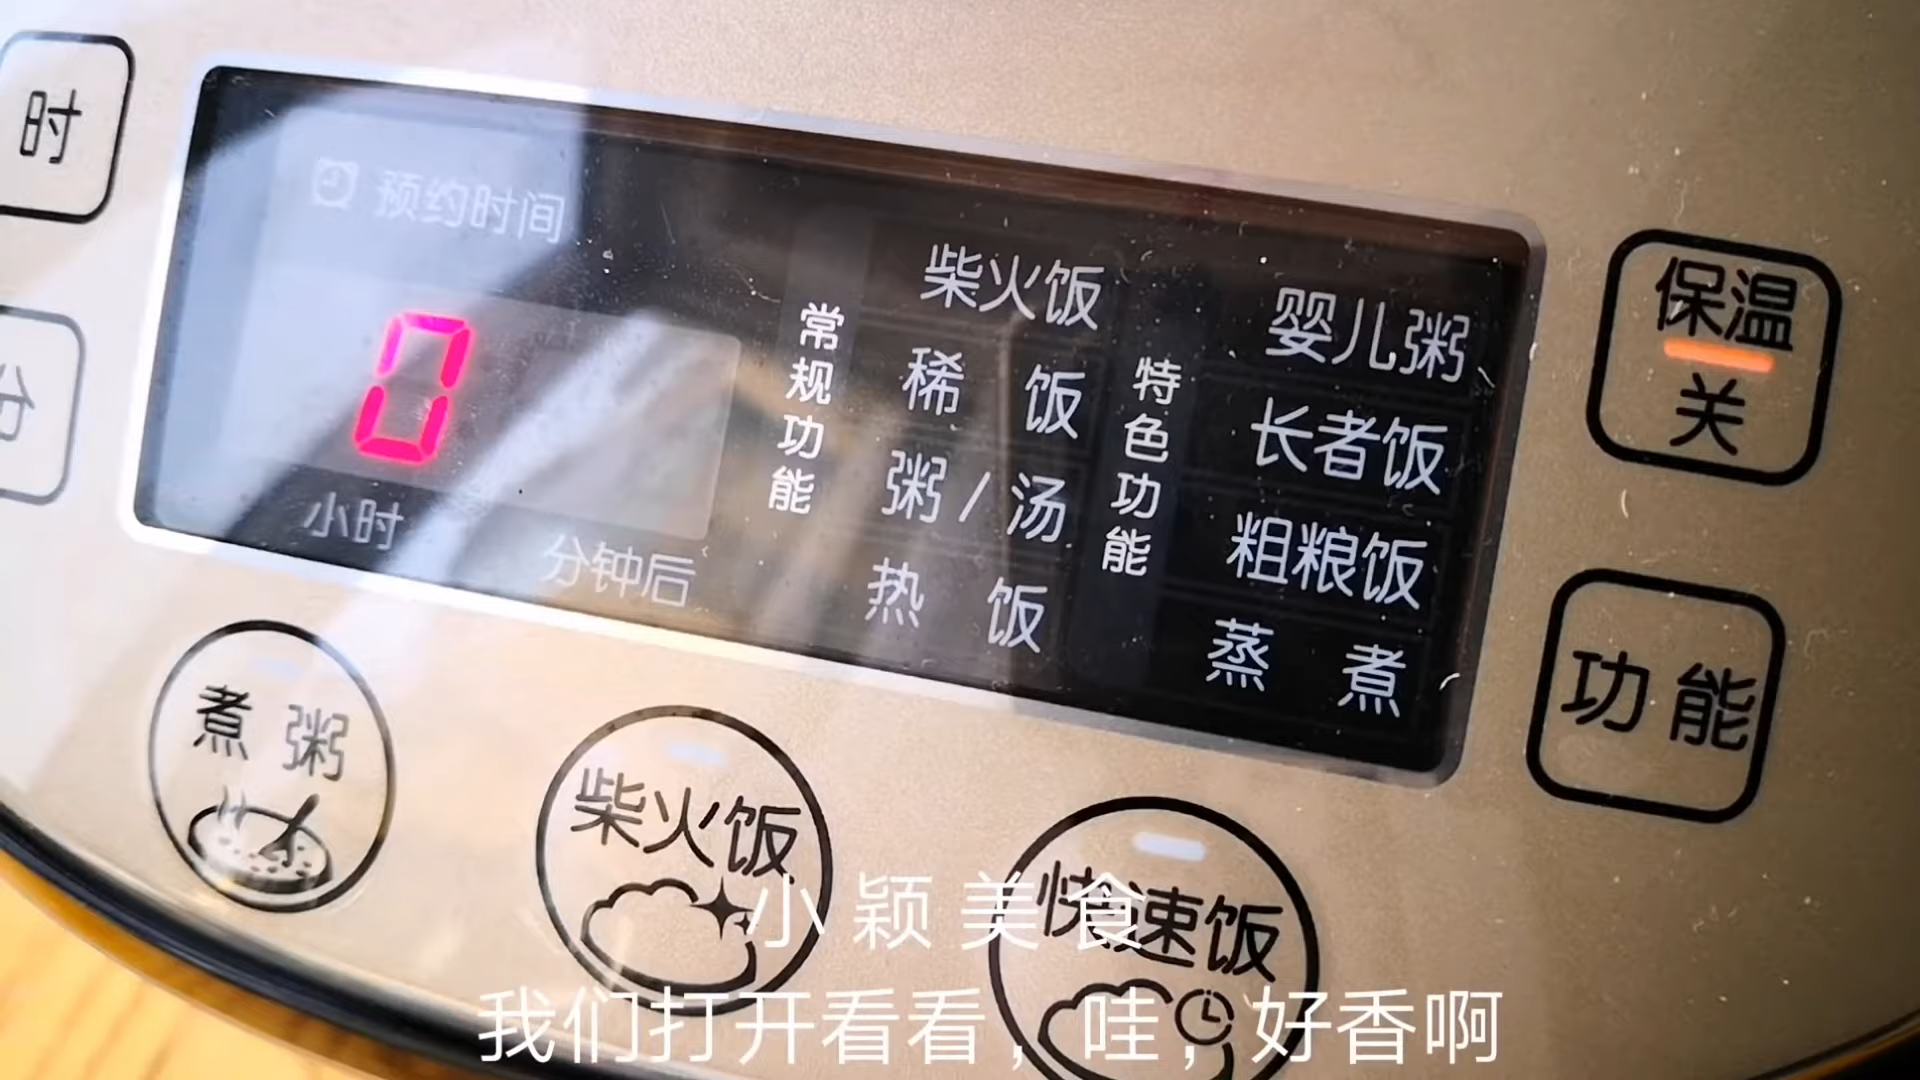 时
分
预约时间
0
小时
分钟后
常规功能
柴火饭
稀 饭
粥/汤
热 饭
特色功能
婴儿粥
长者饭
粗粮饭
蒸 煮
保温
关
功能
煮粥
柴火饭
快速饭
小颖美食
我们打开看看，哇，好香啊